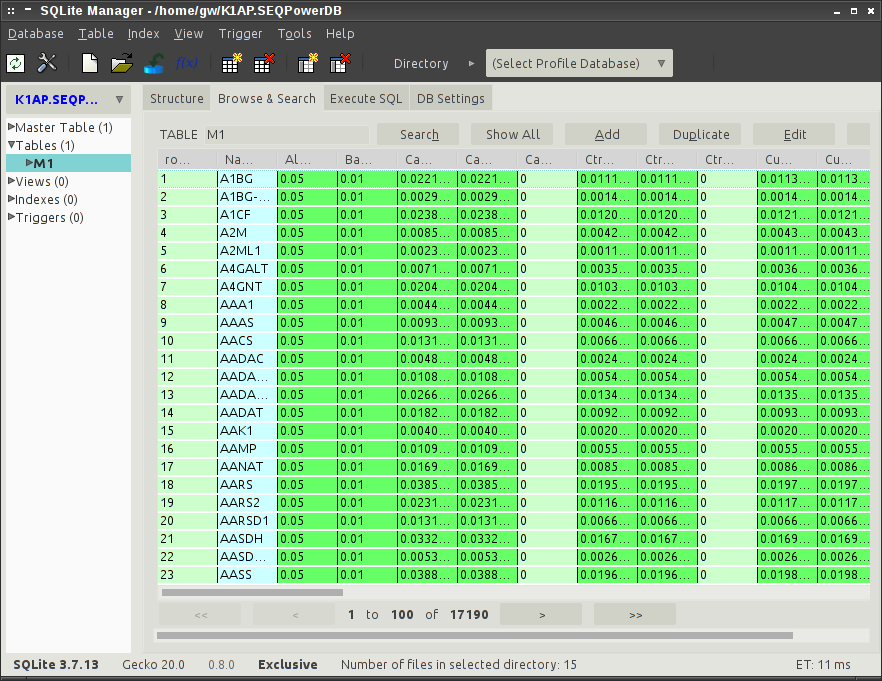 SQLite Manager - /home/gw/K1AP.SEQPowerDB
Database Table Index View Trigger Tools Help
f(x) Directory (Select Profile Database)
K1AP.SEQP... Structure Browse & Search Execute SQL DB Settings
Master Table (1)
Tables (1)
M1
Views (0)
Indexes (0)
Triggers (0)
TABLE M1 Search Show All Add Duplicate Edit
ro... Na... Al... Ba... Ca... Ca... Ca... Ctr... Ctr... Ctr... Cu... Cu...
1 A1BG 0.05 0.01 0.0221... 0.0221... 0 0.0111... 0.0111... 0 0.0113... 0.0113...
2 A1BG-... 0.05 0.01 0.0029... 0.0029... 0 0.0014... 0.0014... 0 0.0014... 0.0014...
3 A1CF 0.05 0.01 0.0238... 0.0238... 0 0.0120... 0.0120... 0 0.0121... 0.0121...
4 A2M 0.05 0.01 0.0085... 0.0085... 0 0.0042... 0.0042... 0 0.0043... 0.0043...
5 A2ML1 0.05 0.01 0.0023... 0.0023... 0 0.0011... 0.0011... 0 0.0011... 0.0011...
6 A4GALT 0.05 0.01 0.0071... 0.0071... 0 0.0035... 0.0035... 0 0.0036... 0.0036...
7 A4GNT 0.05 0.01 0.0204... 0.0204... 0 0.0103... 0.0103... 0 0.0104... 0.0104...
8 AAA1 0.05 0.01 0.0044... 0.0044... 0 0.0022... 0.0022... 0 0.0022... 0.0022...
9 AAAS 0.05 0.01 0.0093... 0.0093... 0 0.0046... 0.0046... 0 0.0047... 0.0047...
10 AACS 0.05 0.01 0.0131... 0.0131... 0 0.0066... 0.0066... 0 0.0066... 0.0066...
11 AADAC 0.05 0.01 0.0048... 0.0048... 0 0.0024... 0.0024... 0 0.0024... 0.0024...
12 AADA... 0.05 0.01 0.0108... 0.0108... 0 0.0054... 0.0054... 0 0.0054... 0.0054...
13 AADA... 0.05 0.01 0.0266... 0.0266... 0 0.0134... 0.0134... 0 0.0135... 0.0135...
14 AADAT 0.05 0.01 0.0182... 0.0182... 0 0.0092... 0.0092... 0 0.0093... 0.0093...
15 AAK1 0.05 0.01 0.0040... 0.0040... 0 0.0020... 0.0020... 0 0.0020... 0.0020...
16 AAMP 0.05 0.01 0.0109... 0.0109... 0 0.0055... 0.0055... 0 0.0055... 0.0055...
17 AANAT 0.05 0.01 0.0169... 0.0169... 0 0.0085... 0.0085... 0 0.0086... 0.0086...
18 AARS 0.05 0.01 0.0385... 0.0385... 0 0.0195... 0.0195... 0 0.0197... 0.0197...
19 AARS2 0.05 0.01 0.0231... 0.0231... 0 0.0116... 0.0116... 0 0.0117... 0.0117...
20 AARSD1 0.05 0.01 0.0131... 0.0131... 0 0.0066... 0.0066... 0 0.0066... 0.0066...
21 AASDH 0.05 0.01 0.0332... 0.0332... 0 0.0167... 0.0167... 0 0.0169... 0.0169...
22 AASD... 0.05 0.01 0.0053... 0.0053... 0 0.0026... 0.0026... 0 0.0026... 0.0026...
23 AASS 0.05 0.01 0.0388... 0.0388... 0 0.0196... 0.0196... 0 0.0198... 0.0198...
<< < 1 to 100 of 17190 > >>
SQLite 3.7.13 Gecko 20.0 0.8.0 Exclusive Number of files in selected directory: 15 ET: 11 ms